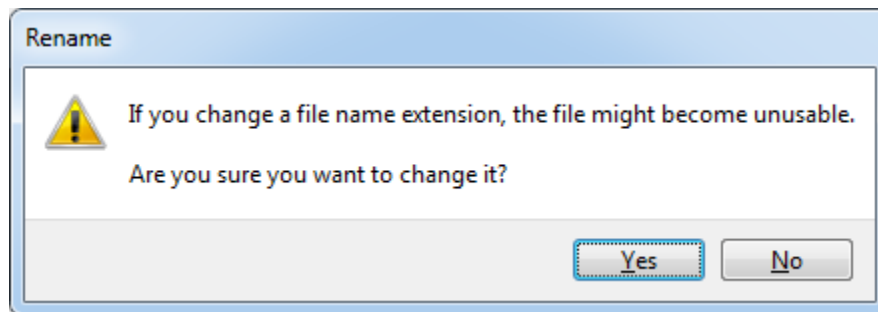 Rename
If you change a file name extension, the file might become unusable.
Are you sure you want to change it?
Yes
No